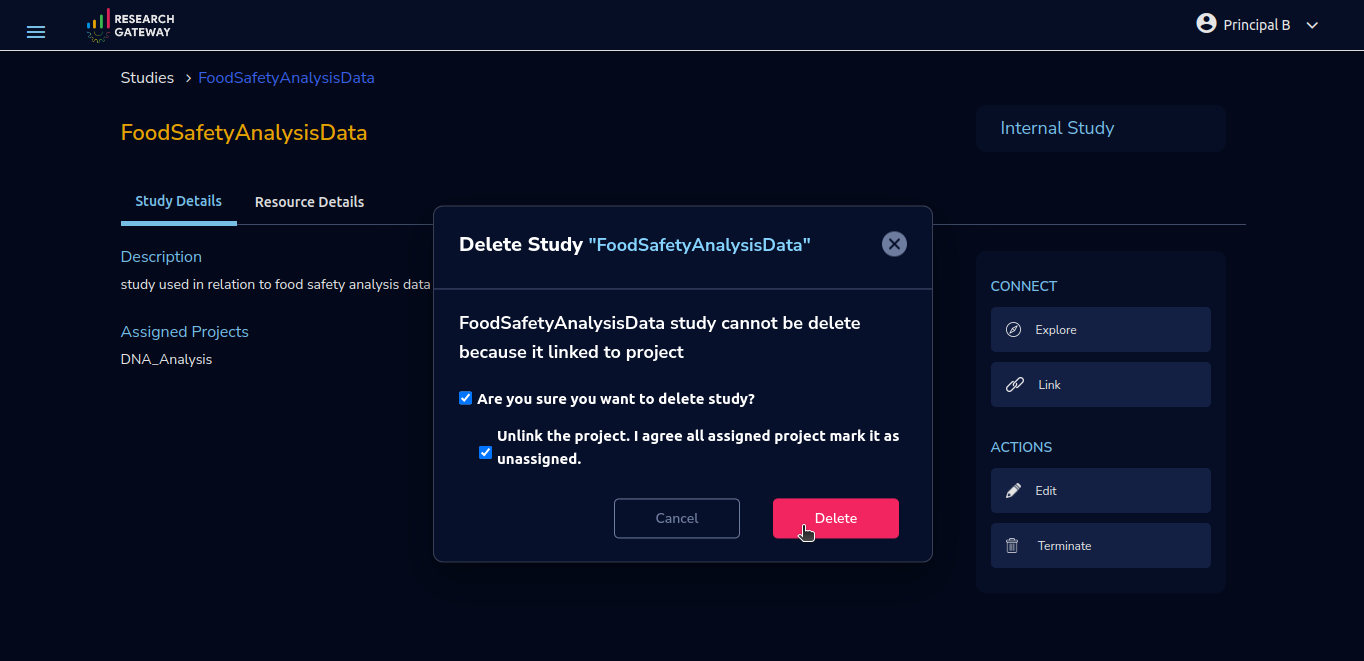 RESEARCH
GATEWAY
Principal B
Studies > FoodSafetyAnalysisData
FoodSafetyAnalysisData
Internal Study
Study Details
Resource Details
Description
study used in relation to food safety analysis data
Assigned Projects
DNA_Analysis
Delete Study "FoodSafetyAnalysisData"
FoodSafetyAnalysisData study cannot be delete
because it linked to project
Are you sure you want to delete study?
Unlink the project. I agree all assigned project mark it as
unassigned.
Cancel
Delete
CONNECT
Explore
Link
ACTIONS
Edit
Terminate